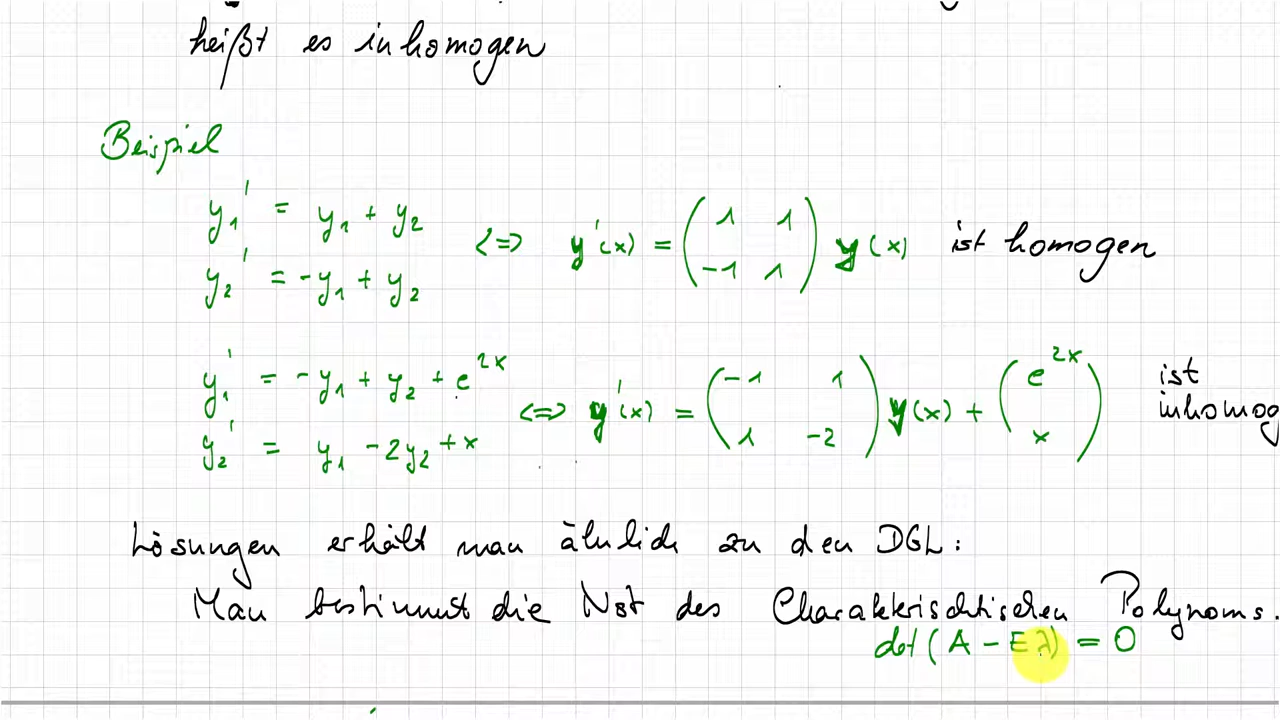 heißt es inhomogen
Beispiel
y₁' = y₁ + y₂
y₂' = -y₁ + y₂
<=> y'(x) = (1 1; -1 1) y(x) ist homogen
y₁' = -y₁ + y₂ + e^{2x}
y₂' = y₁ - 2y₂ + x
<=> y'(x) = (-1 1; 1 -2) y(x) + (e^{2x}; x)
ist
inhomog
Lösungen erhält man ähnlich zu den DGL:
Man bestimmt die Nst des Charakterischtischen Polynoms.
det(A - Eλ) = 0